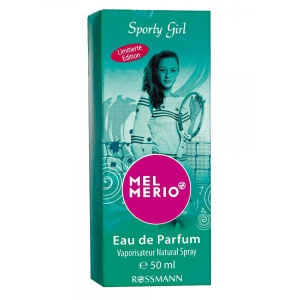 Sporty Girl
Limitierte
Edition
MEL
MERIO
Eau de Parfum
Vaporisateur Natural Spray
℮ 50 ml
ROSSMANN